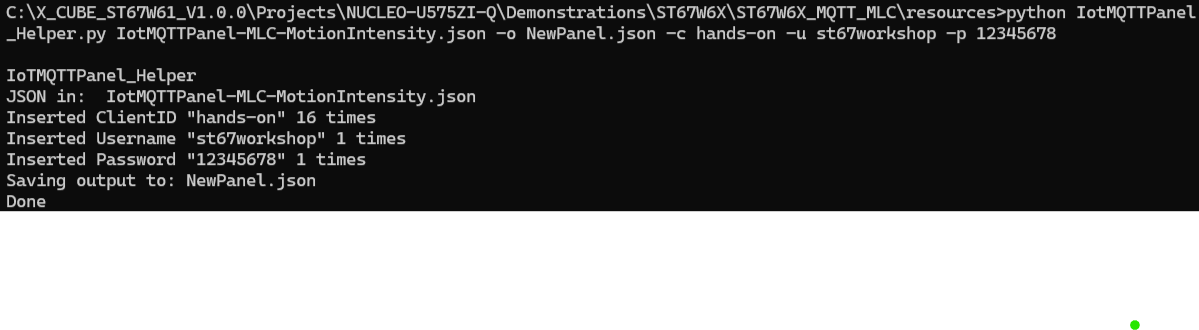 C:\X_CUBE_ST67W61_V1.0.0\Projects\NUCLEO-U575ZI-Q\Demonstrations\ST67W6X\ST67W6X_MQTT_MLC\resources>python IotMQTTPanel
_Helper.py IotMQTTPanel-MLC-MotionIntensity.json -o NewPanel.json -c hands-on -u st67workshop -p 12345678
IoTMQTTPanel_Helper
JSON in:  IotMQTTPanel-MLC-MotionIntensity.json
Inserted ClientID "hands-on" 16 times
Inserted Username "st67workshop" 1 times
Inserted Password "12345678" 1 times
Saving output to: NewPanel.json
Done